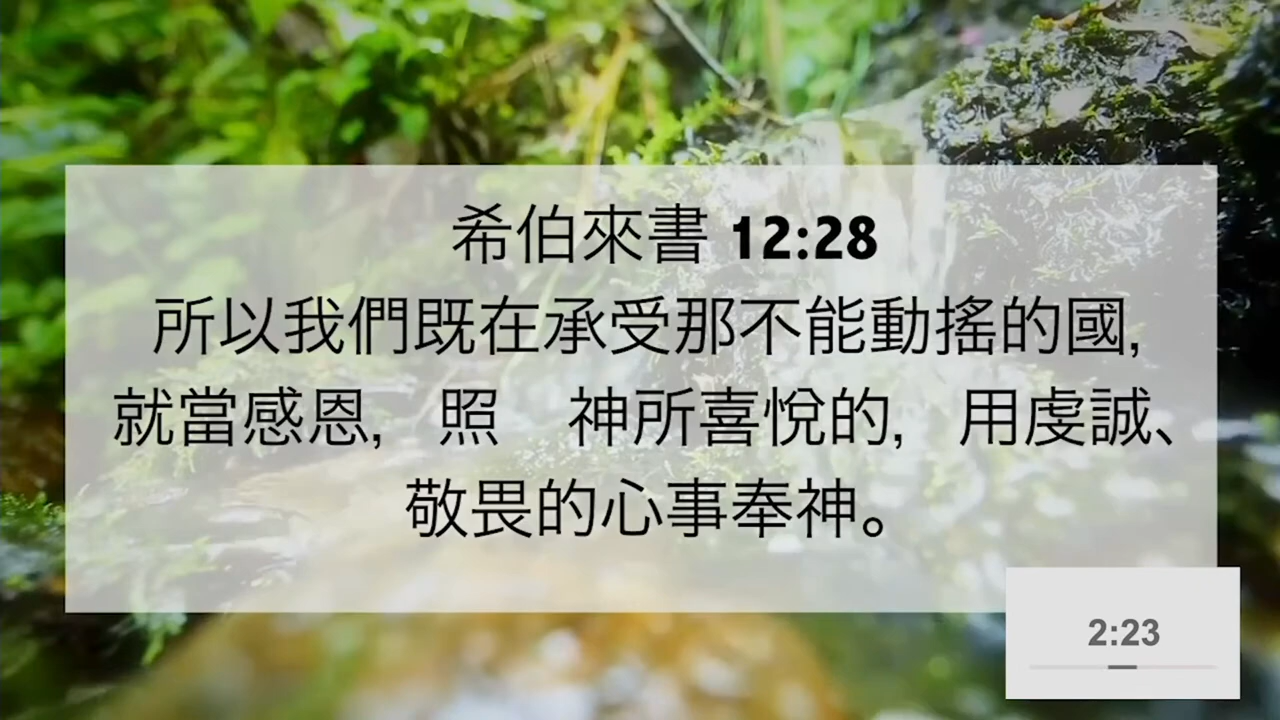 希伯來書 12:28
所以我們既在承受那不能動搖的國,
就當感恩, 照　神所喜悅的, 用虔誠、
敬畏的心事奉神。
2:23